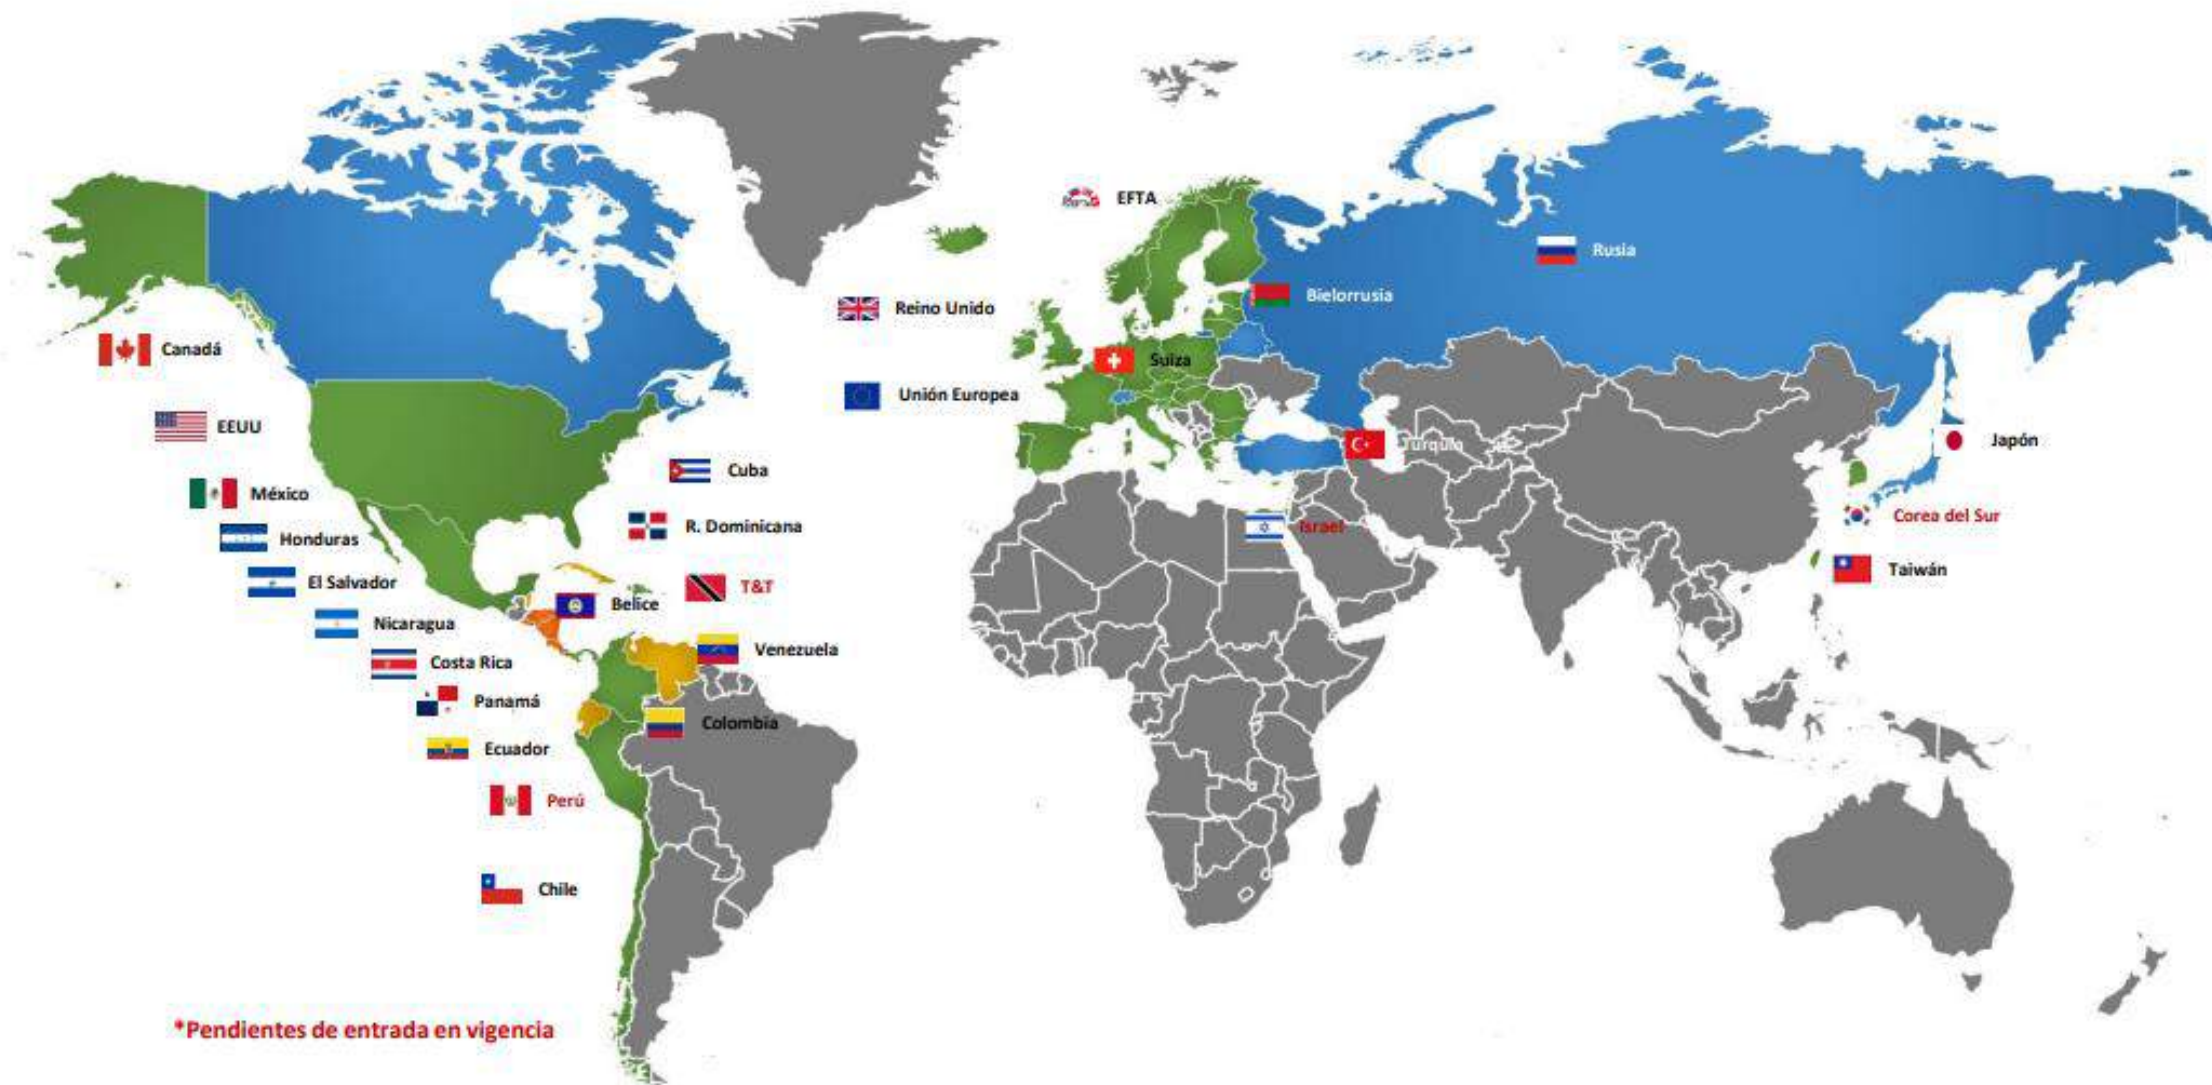 EFTA
Rusia
Bielorrusia
Reino Unido
Canadá
Suiza
Unión Europea
EEUU
Turquía
Japón
Cuba
México
Corea del Sur
R. Dominicana
Israel
Honduras
Taiwán
El Salvador
T&T
Belice
Nicaragua
Venezuela
Costa Rica
Panamá
Colombia
Ecuador
Perú
Chile
*Pendientes de entrada en vigencia